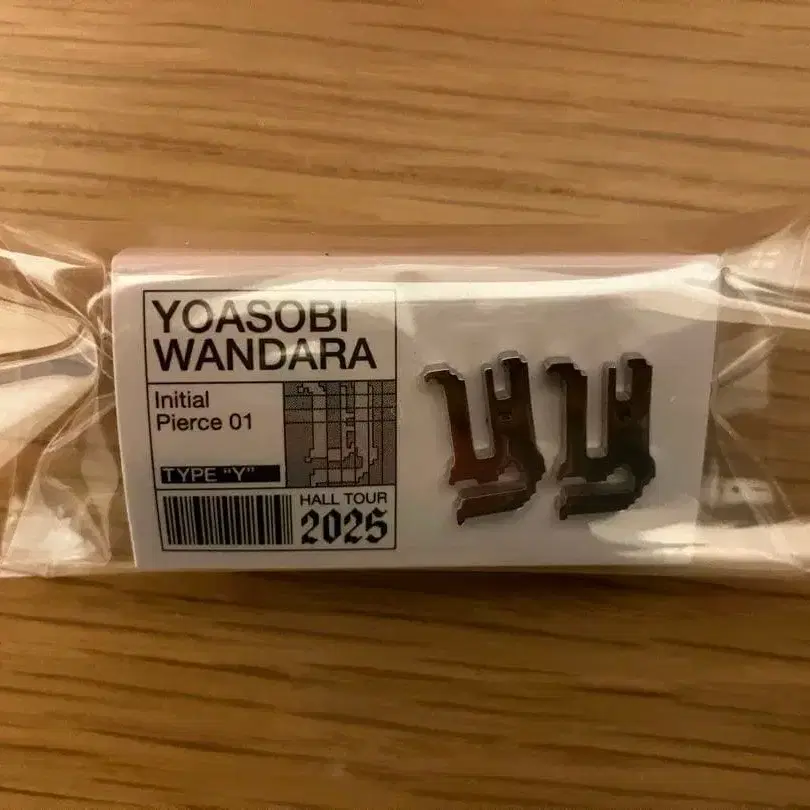 YOASOBI
WANDARA
Initial
Pierce 01
TYPE “Y”
HALL TOUR
2025
y y